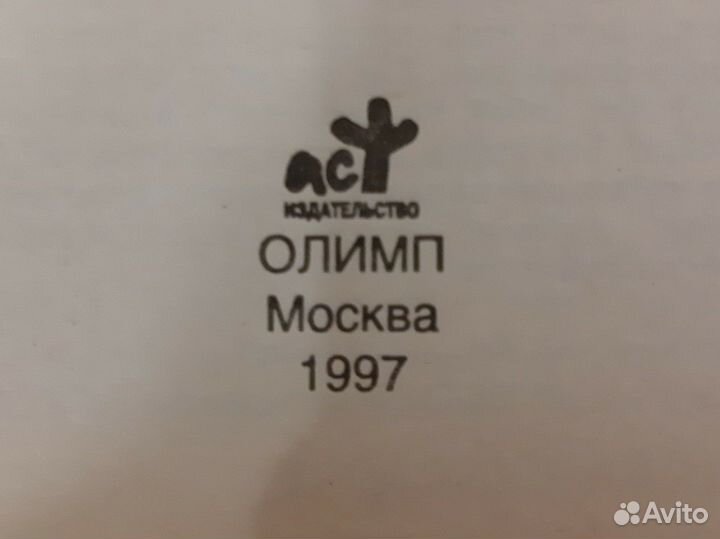 аст
ИЗДАТЕЛЬСТВО
ОЛИМП
Москва
1997
Avito